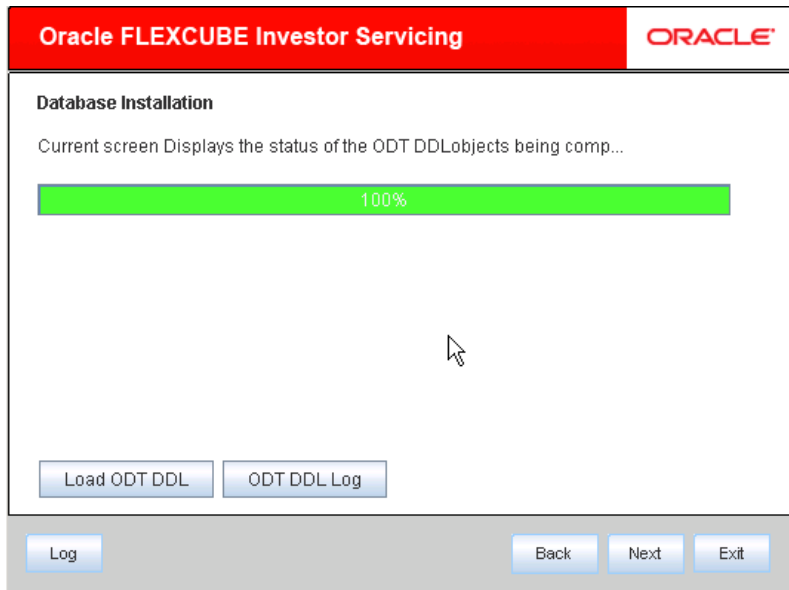 Oracle FLEXCUBE Investor Servicing
ORACLE
Database Installation
Current screen Displays the status of the ODT DDLobjects being comp...
100%
Load ODT DDL
ODT DDL Log
Log
Back
Next
Exit